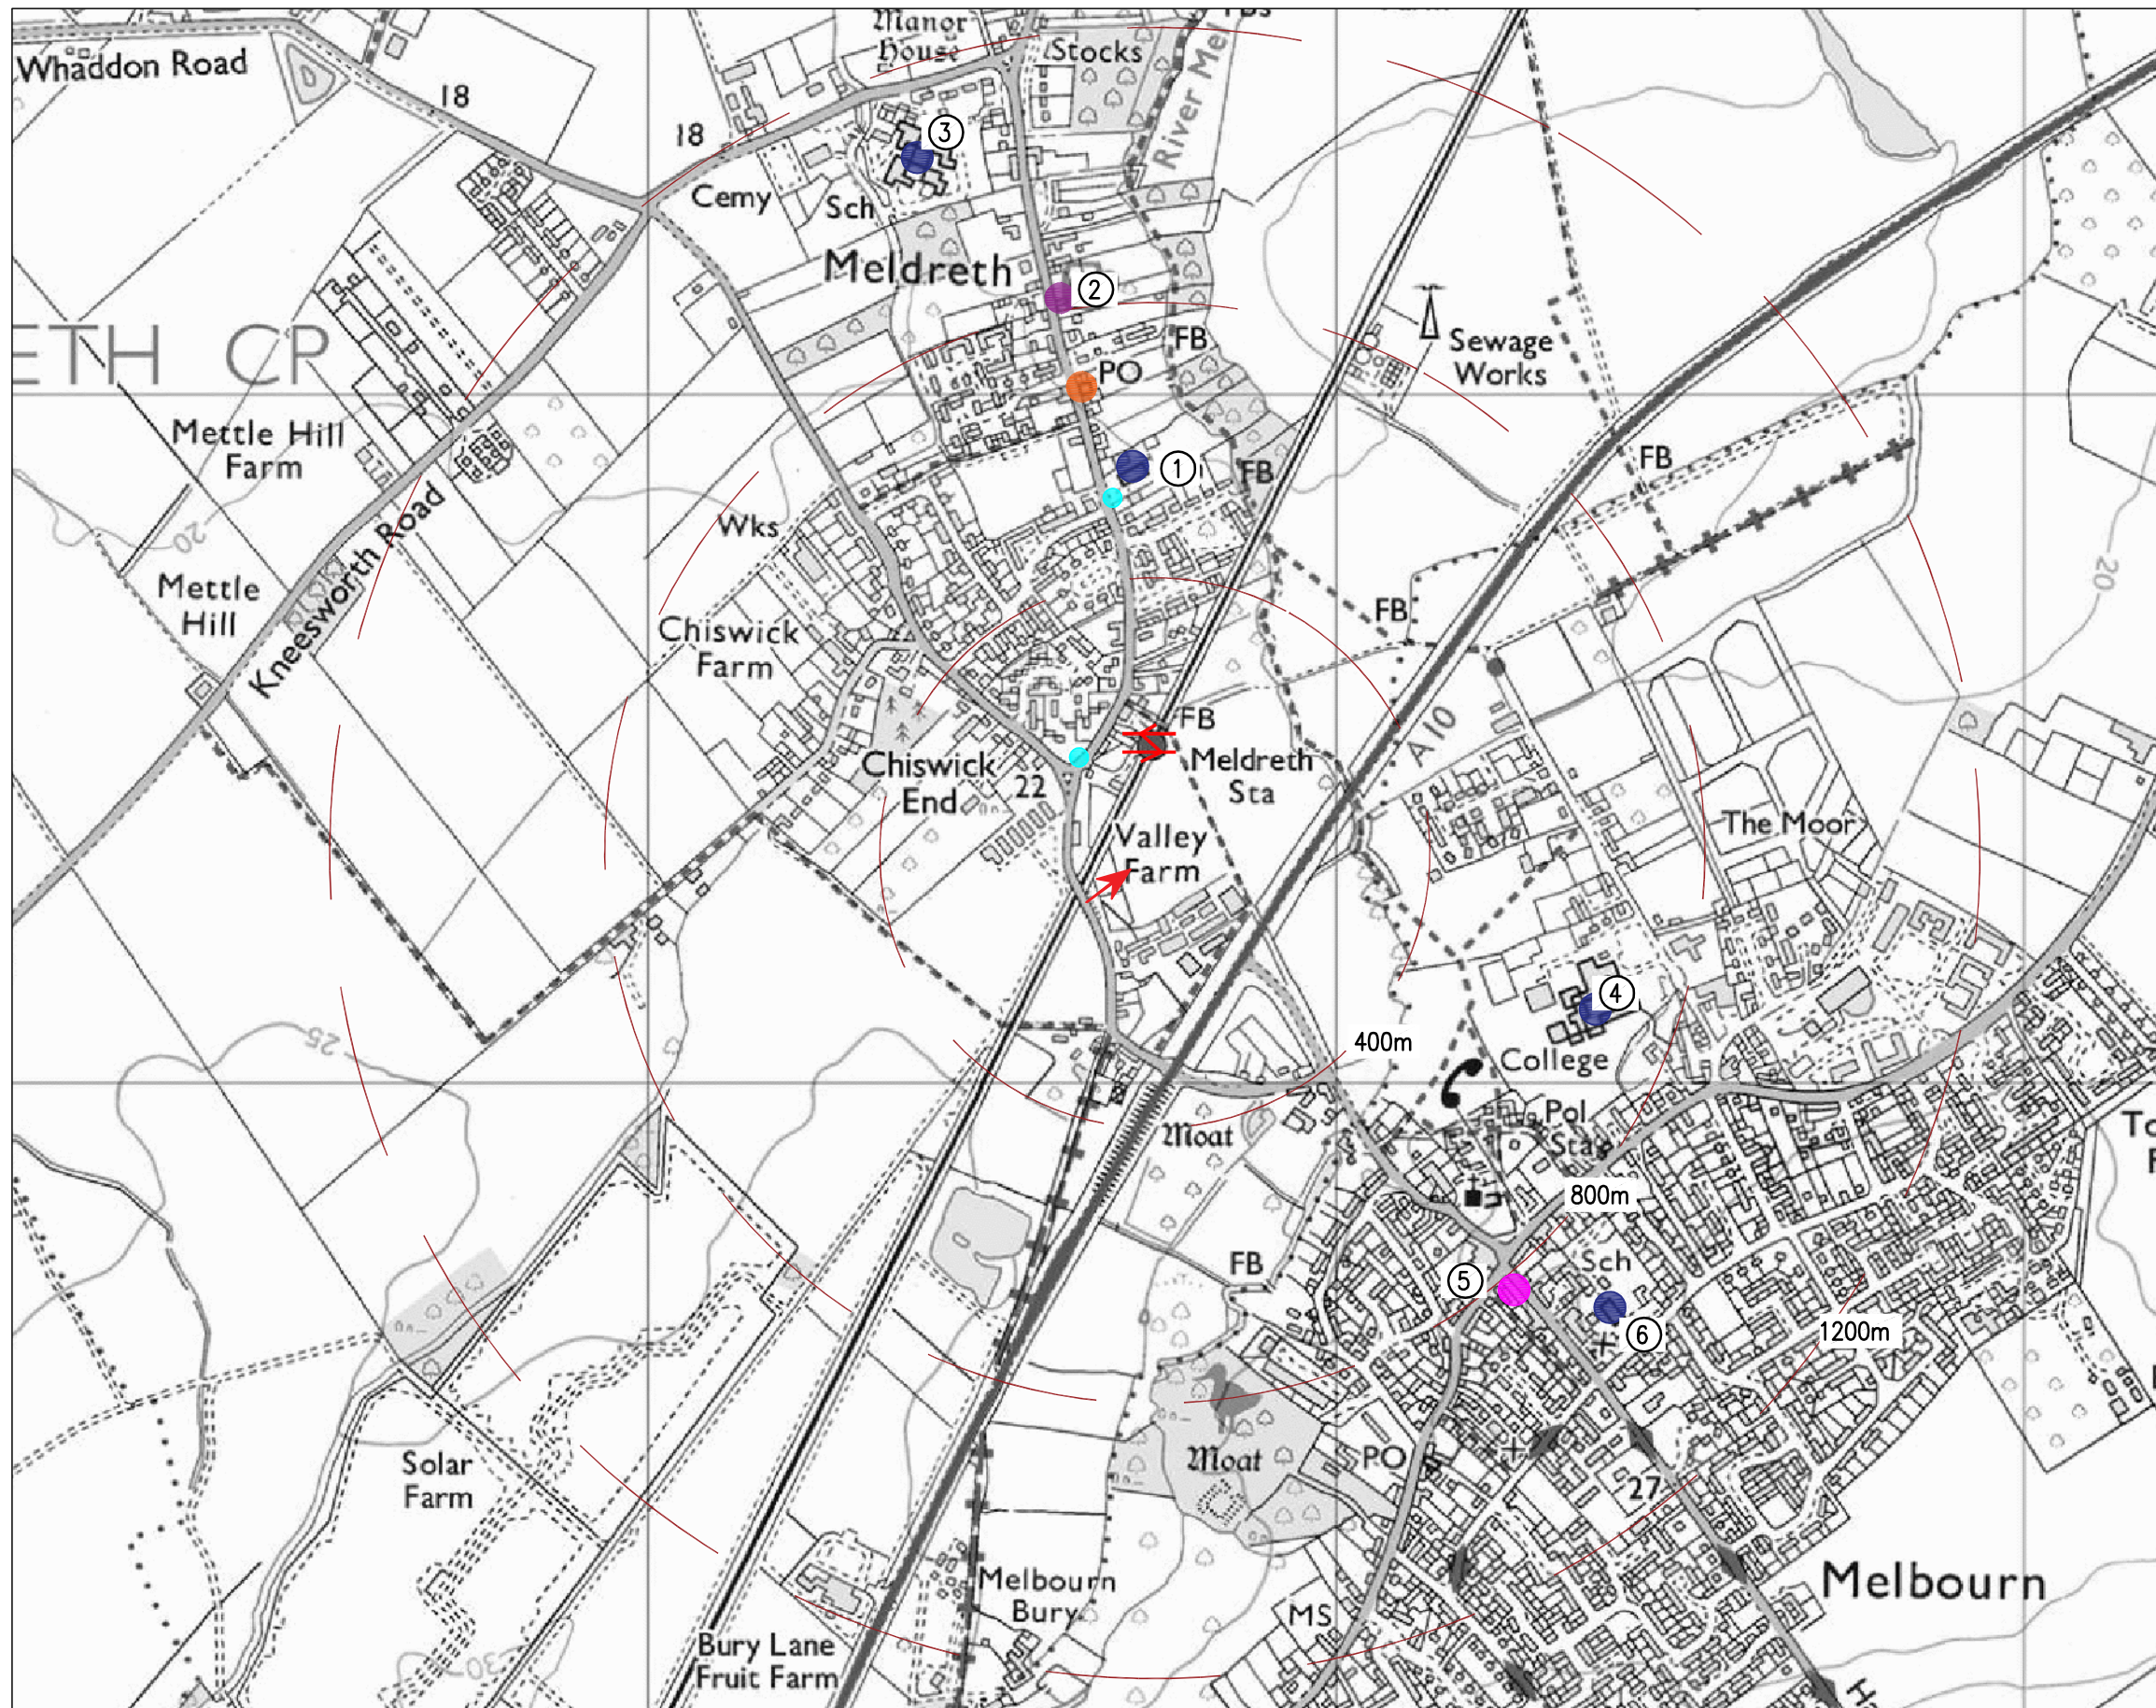 Manor
House
Stocks
FBs
Whaddon Road
18
18
River Mel
3
Cemy
Sch
Meldreth
2
ETH CP
FB
Sewage
Works
PO
Mettle Hill
Farm
1
FB
FB
Kneesworth Road
20
Wks
20
Mettle
Hill
Chiswick
Farm
FB
FB
A10
Meldreth
Sta
Chiswick
End
22
The Moor
Valley
Farm
4
25
400m
College
Pol
Sta
Moat
To
800m
FB
Sch
5
6
1200m
Solar
Farm
Moat
PO
27
Melbourn
Bury
Melbourn
MS
Bury Lane
Fruit Farm
30
H